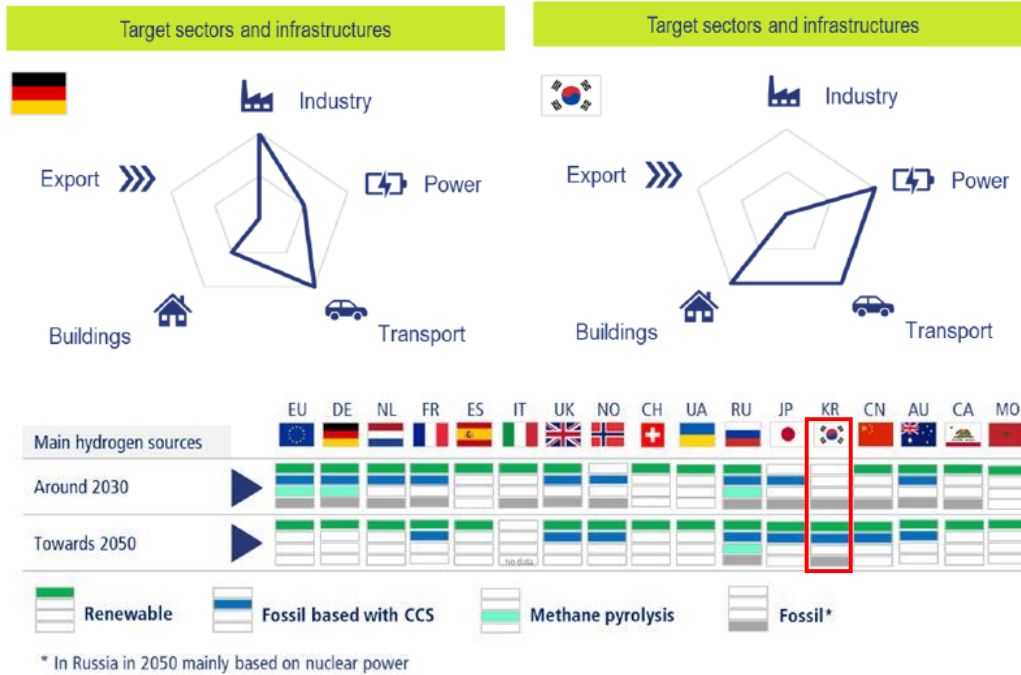 Target sectors and infrastructures
Industry
Export
Power
Buildings
Transport
Target sectors and infrastructures
Industry
Export
Power
Buildings
Transport
EU DE NL FR ES IT UK NO CH UA RU JP KR CN AU CA MO
Main hydrogen sources
Around 2030
Towards 2050
No data
Renewable
Fossil based with CCS
Methane pyrolysis
Fossil*
* In Russia in 2050 mainly based on nuclear power